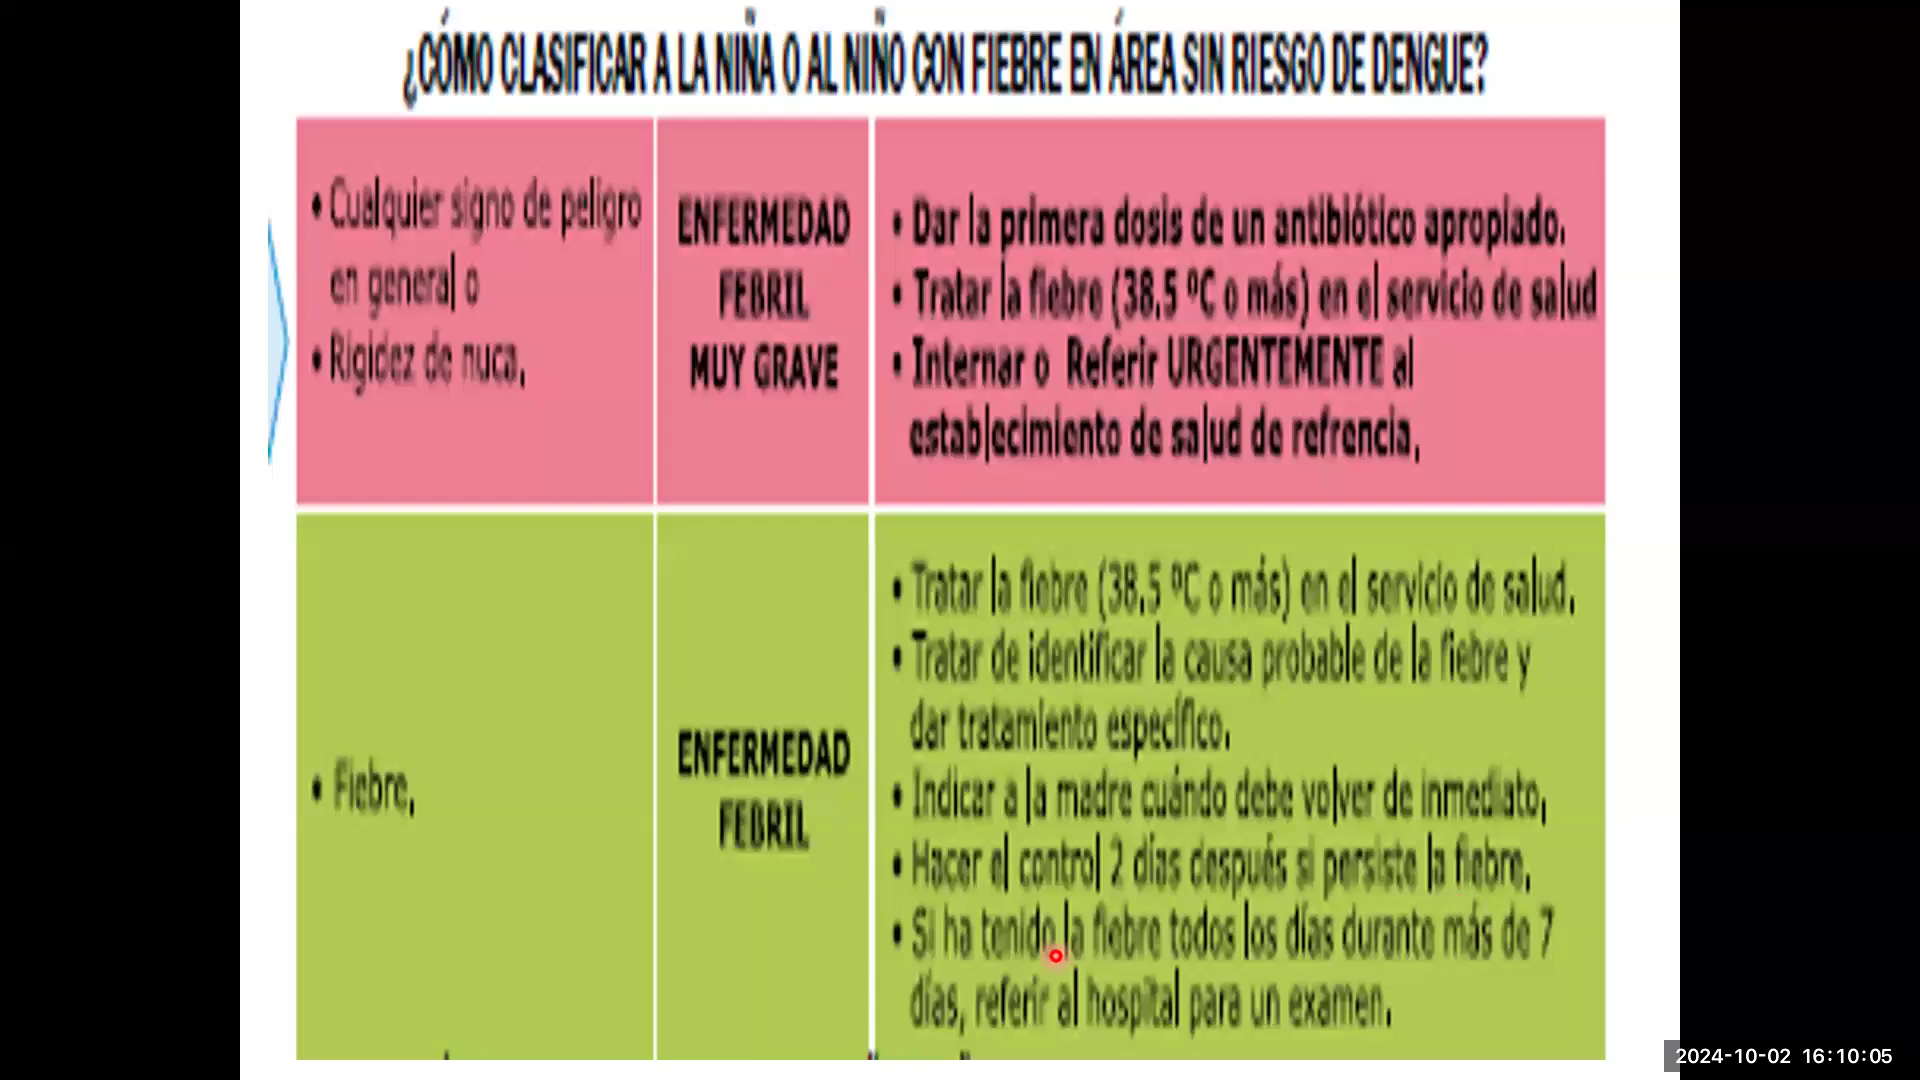 ¿CÓMO CLASIFICAR A LA NIÑA O AL NIÑO CON FIEBRE EN ÁREA SIN RIESGO DE DENGUE?
• Cualquier signo de peligro
en general o
• Rigidez de nuca.
ENFERMEDAD
FEBRIL
MUY GRAVE
• Dar la primera dosis de un antibiótico apropiado.
• Tratar la fiebre (38.5 ºC o más) en el servicio de salud
• Internar o Referir URGENTEMENTE al
establecimiento de salud de refrencia.
• Fiebre.
ENFERMEDAD
FEBRIL
• Tratar la fiebre (38.5 ºC o más) en el servicio de salud.
• Tratar de identificar la causa probable de la fiebre y
dar tratamiento específico.
• Indicar a la madre cuándo debe volver de inmediato.
• Hacer el control 2 días después si persiste la fiebre.
• Si ha tenido la fiebre todos los días durante más de 7
días, referir al hospital para un examen.
2024-10-02 16:10:05